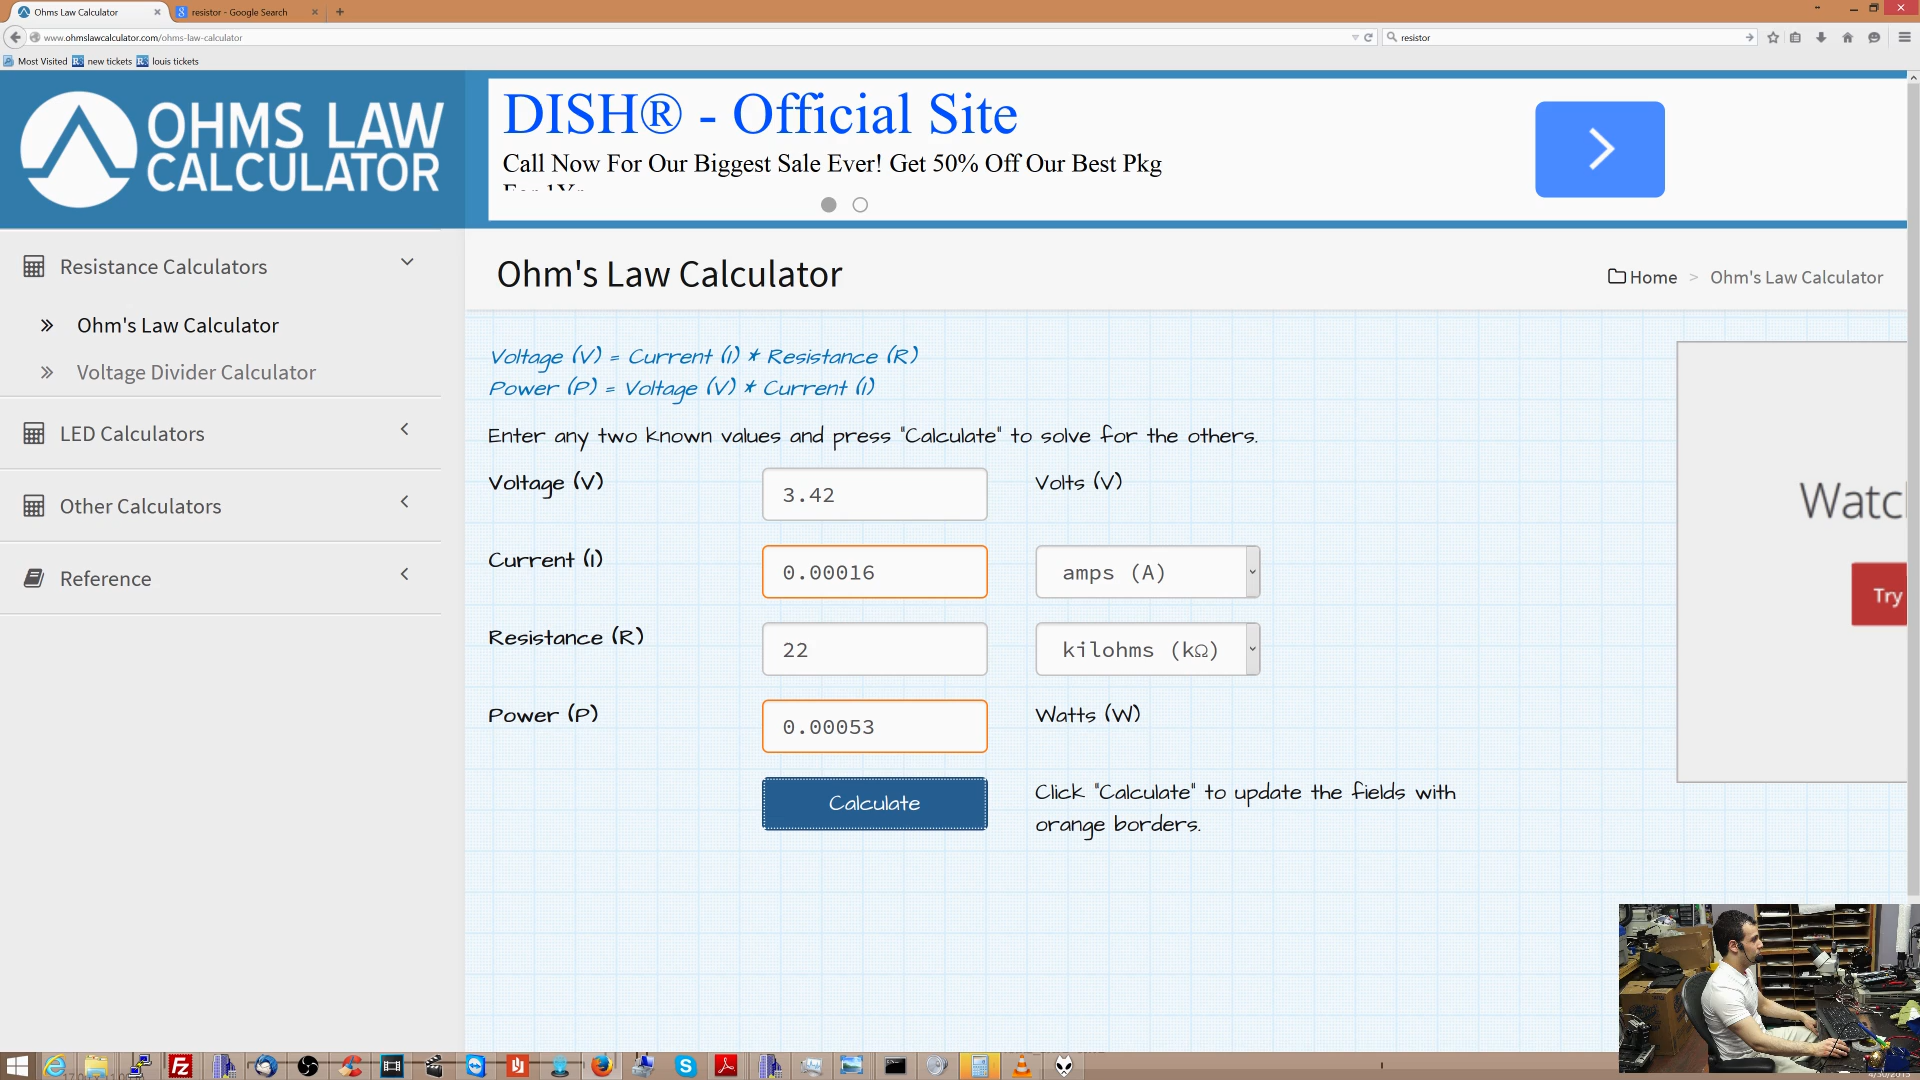 Ohms Law Calculator
resistor - Google Search
www.ohmslawcalculator.com/ohms-law-calculator
resistor
Most Visited
new tickets
louis tickets
OHMS LAW
CALCULATOR
DISH® - Official Site
Call Now For Our Biggest Sale Ever! Get 50% Off Our Best Pkg
For 1Yr
Resistance Calculators
Ohm's Law Calculator
Voltage Divider Calculator
LED Calculators
Other Calculators
Reference
Ohm's Law Calculator
Home > Ohm's Law Calculator
Voltage (V) = Current (I) * Resistance (R)
Power (P) = Voltage (V) * Current (I)
Enter any two known values and press "Calculate" to solve for the others.
Voltage (V)
3.42
Volts (V)
Current (I)
0.00016
amps (A)
Resistance (R)
22
kilohms (kΩ)
Power (P)
0.00053
Watts (W)
Calculate
Click "Calculate" to update the fields with
orange borders.
Watc
Try